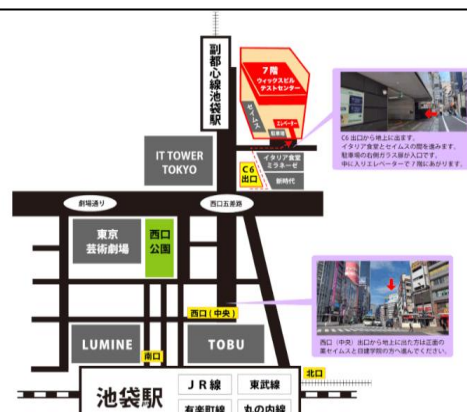 副都心線池袋駅
7階
ウィックスビル
テストセンター
セイムス
エレベーター
駐車場
IT TOWER
TOKYO
C6
出口
イタリア食堂
ミラネーゼ
新時代
C6 出口から地上に出ます。
イタリア食堂とセイムスの間を進みます。
駐車場の右側ガラス扉が入口です。
中に入りエレベーターで7階にあがります。
劇場通り
西口五差路
東京
芸術劇場
西口
公園
西口(中央)
西口(中央)出口から地上に出た方は正面の
薬セイムスと日建学院の方へ進んでください。
LUMINE
南口
TOBU
北口
池袋駅
JR線
東武線
有楽町線
丸の内線